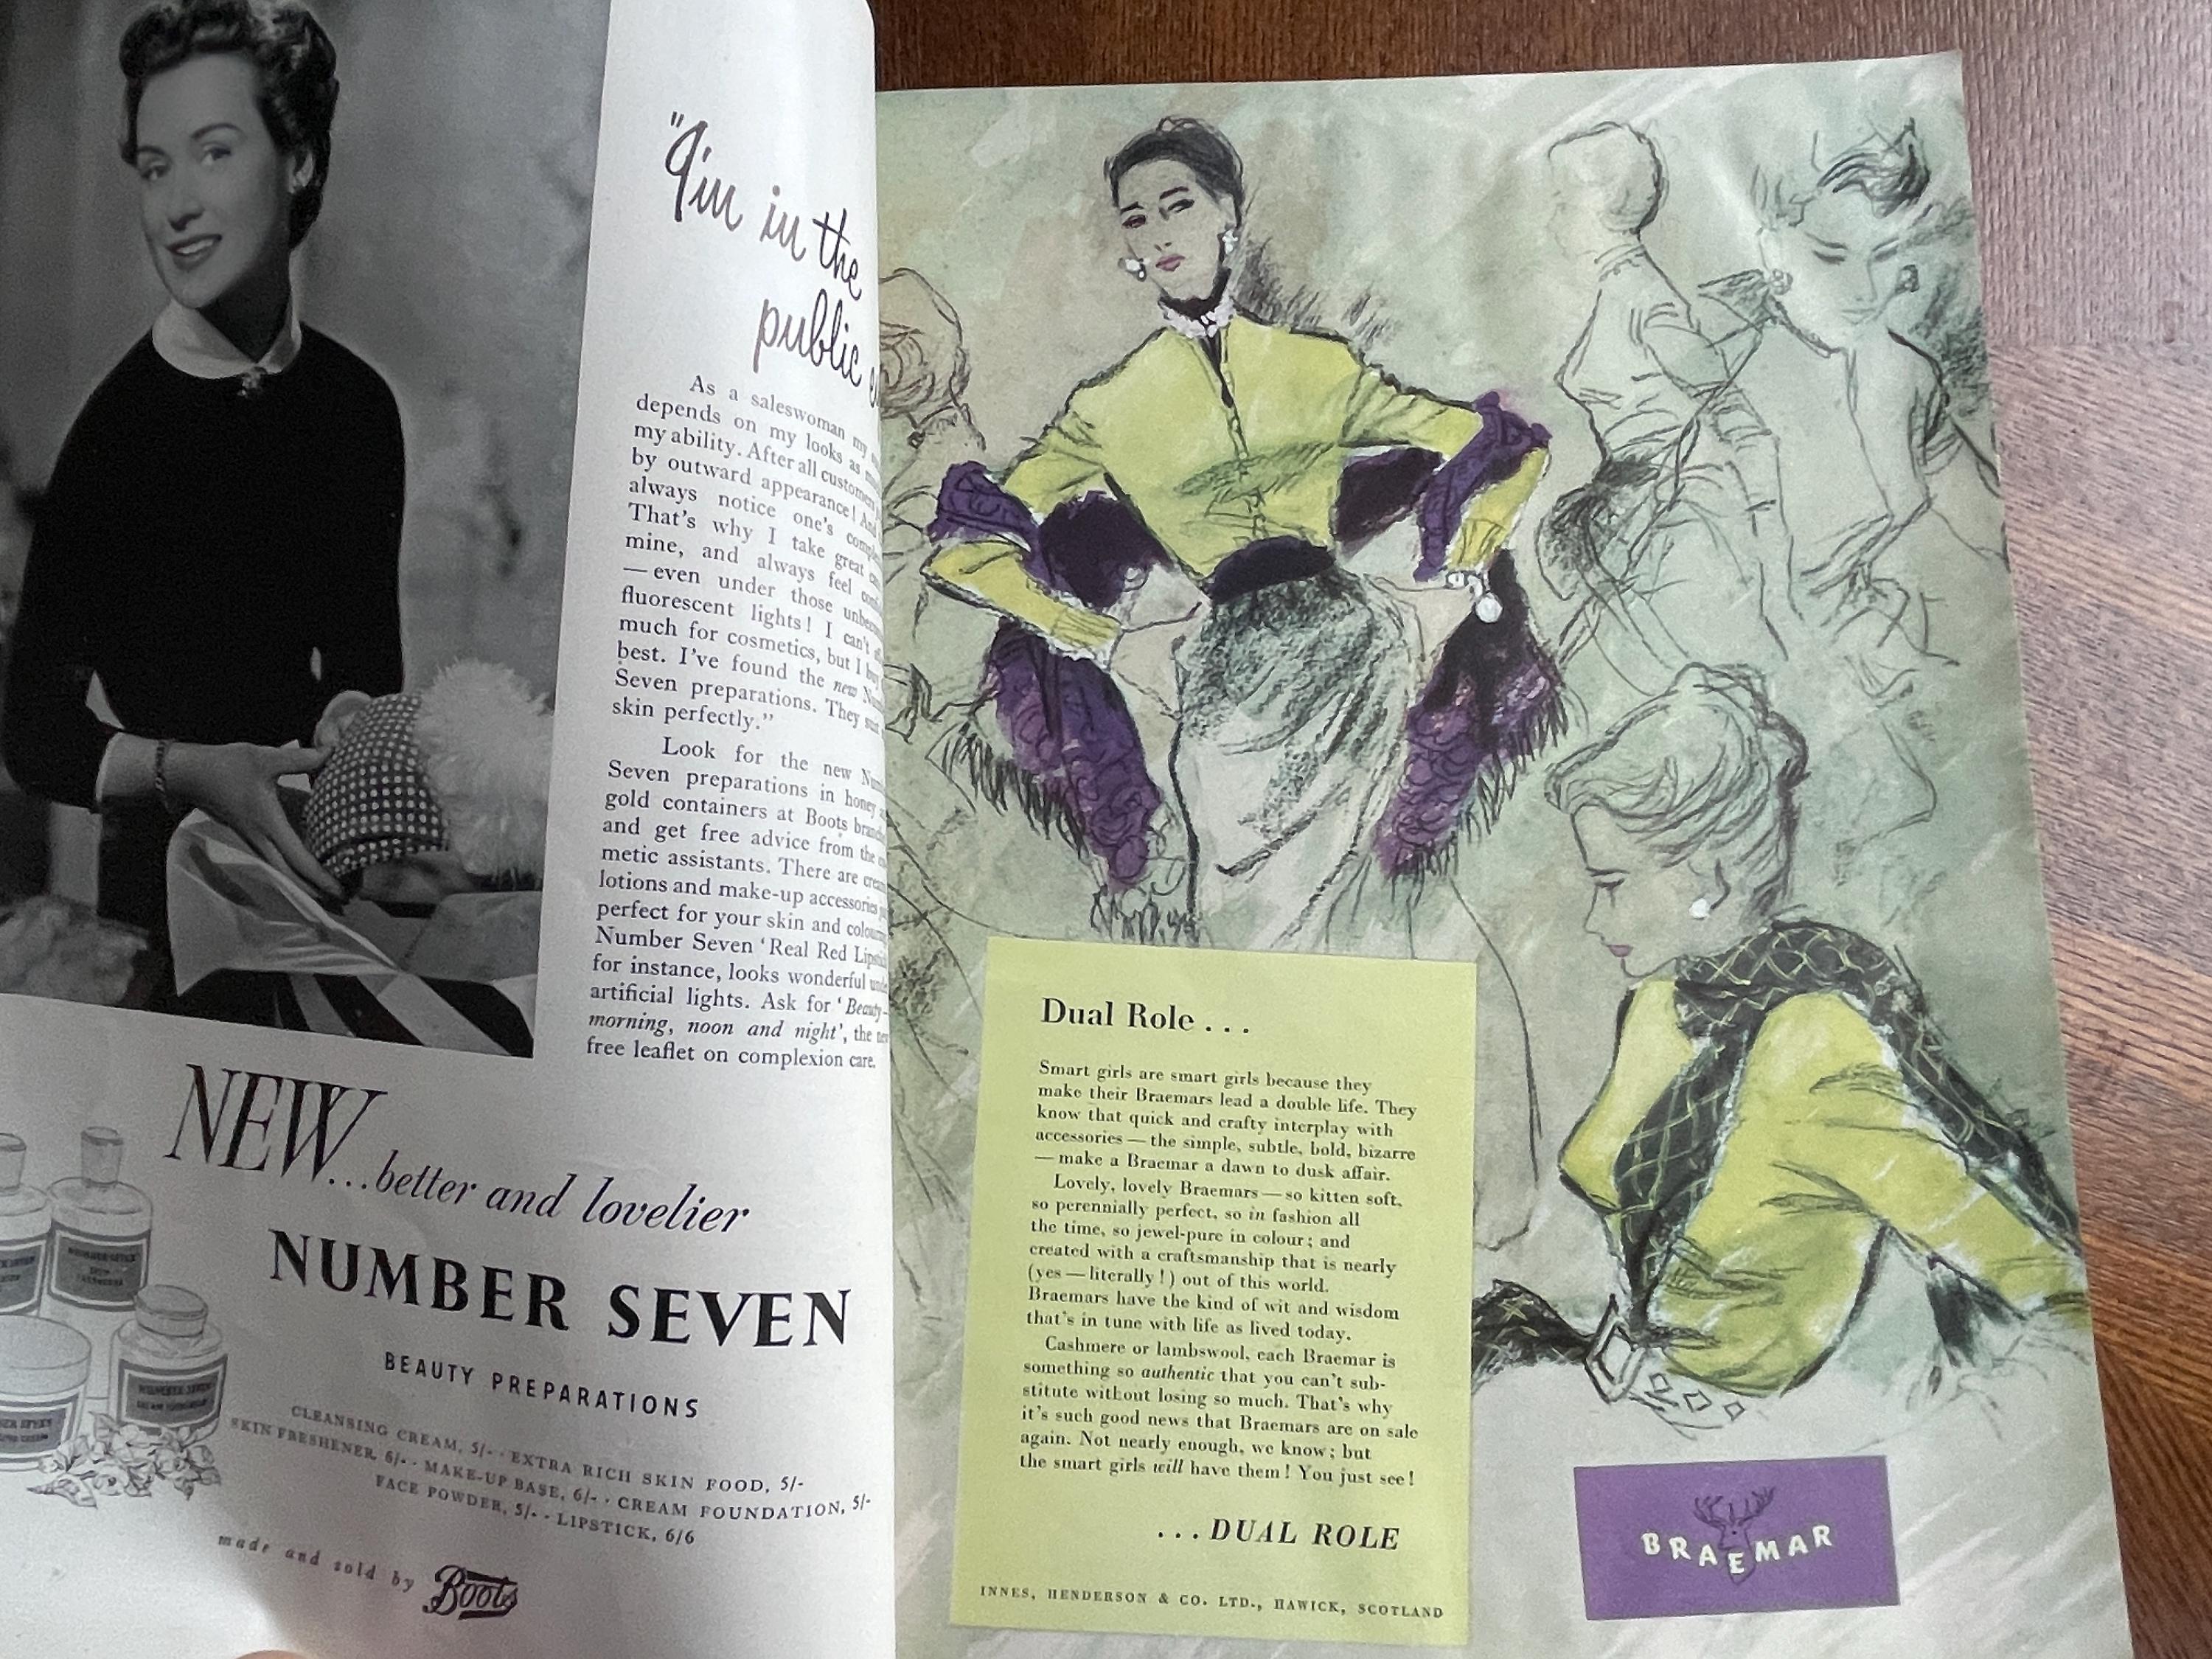 "I'm in the
public
As a saleswoman my
depends on my looks as
my ability. After all customers
by outward appearance! And
always notice one's
That's why I take great
mine, and always feel
— even under those
fluorescent lights! I can't
much for cosmetics, but I buy
best. I've found the new
Seven preparations. They suit
skin perfectly."
Look for the new
Seven preparations in honey
gold containers at Boots
and get free advice from the
metic assistants. There are
lotions and make-up accessories
perfect for your skin and
Number Seven 'Real Red
for instance, looks wonderful
artificial lights. Ask for 'Beauty—
morning, noon and night', the new
free leaflet on complexion care.
NEW...better and lovelier
NUMBER SEVEN
BEAUTY PREPARATIONS
CLEANSING CREAM, 5/- · EXTRA RICH SKIN FOOD, 5/-
SKIN FRESHENER, 6/- · MAKE-UP BASE, 6/- · CREAM FOUNDATION, 5/-
FACE POWDER, 5/- · LIPSTICK, 6/6
made and sold by Boots
Dual Role . . .
Smart girls are smart girls because they
make their Braemars lead a double life. They
know that quick and crafty interplay with
accessories — the simple, subtle, bold, bizarre
— make a Braemar a dawn to dusk affair.
Lovely, lovely Braemars — so kitten soft,
so perennially perfect, so in fashion all
the time, so jewel-pure in colour; and
created with a craftsmanship that is nearly
(yes — literally!) out of this world.
Braemars have the kind of wit and wisdom
that's in tune with life as lived today.
Cashmere or lambswool, each Braemar is
something so authentic that you can't sub-
stitute without losing so much. That's why
it's such good news that Braemars are on sale
again. Not nearly enough, we know; but
the smart girls will have them! You just see!
. . . DUAL ROLE
INNES, HENDERSON & CO. LTD., HAWICK, SCOTLAND
BRAEMAR